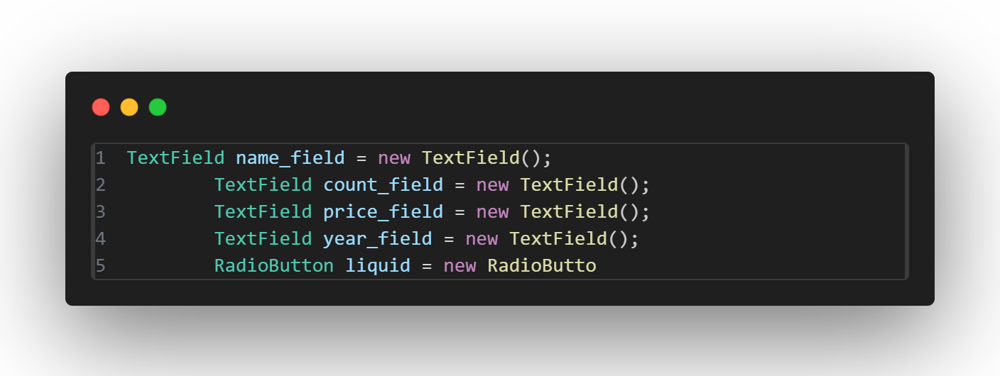 1 TextField name_field = new TextField();
2 TextField count_field = new TextField();
3 TextField price_field = new TextField();
4 TextField year_field = new TextField();
5 RadioButton liquid = new RadioButto